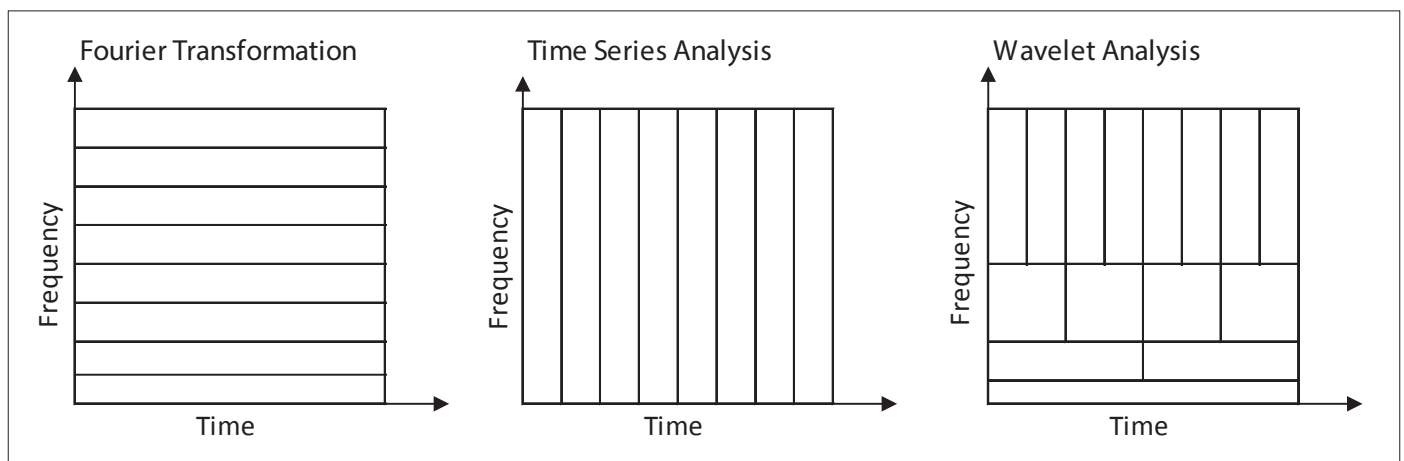 Fourier Transformation
Frequency
Time
Time Series Analysis
Frequency
Time
Wavelet Analysis
Frequency
Time